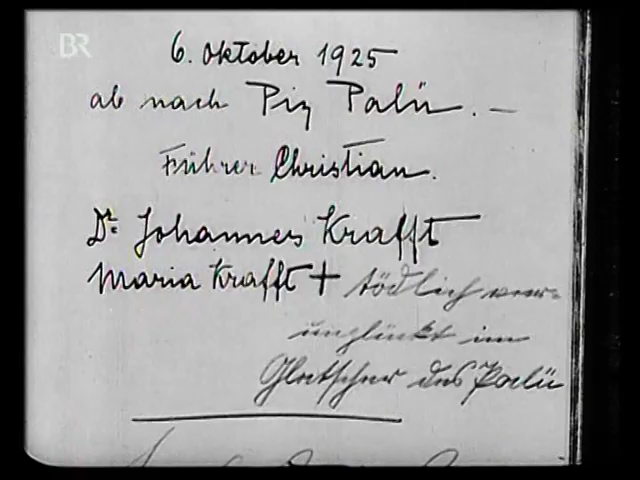 BR
6. Oktober 1925
ab nach Piz Palü. —
Führer Christian.
Dr. Johannes Krafft
Maria Krafft + tödlich ver-
unglückt im
Gletscher des Palü